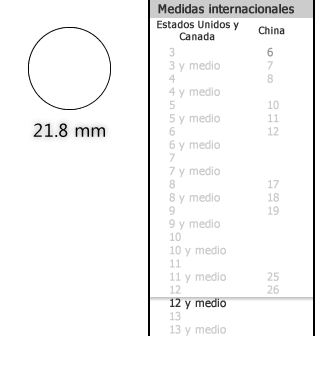 21.8 mm
Medidas internacionales
Estados Unidos y Canada China
3 6
3 y medio 7
4 8
4 y medio
5 10
5 y medio 11
6 12
6 y medio
7
7 y medio
8 17
8 y medio 18
9 19
9 y medio
10
10 y medio
11
11 y medio 25
12 26
12 y medio
13
13 y medio